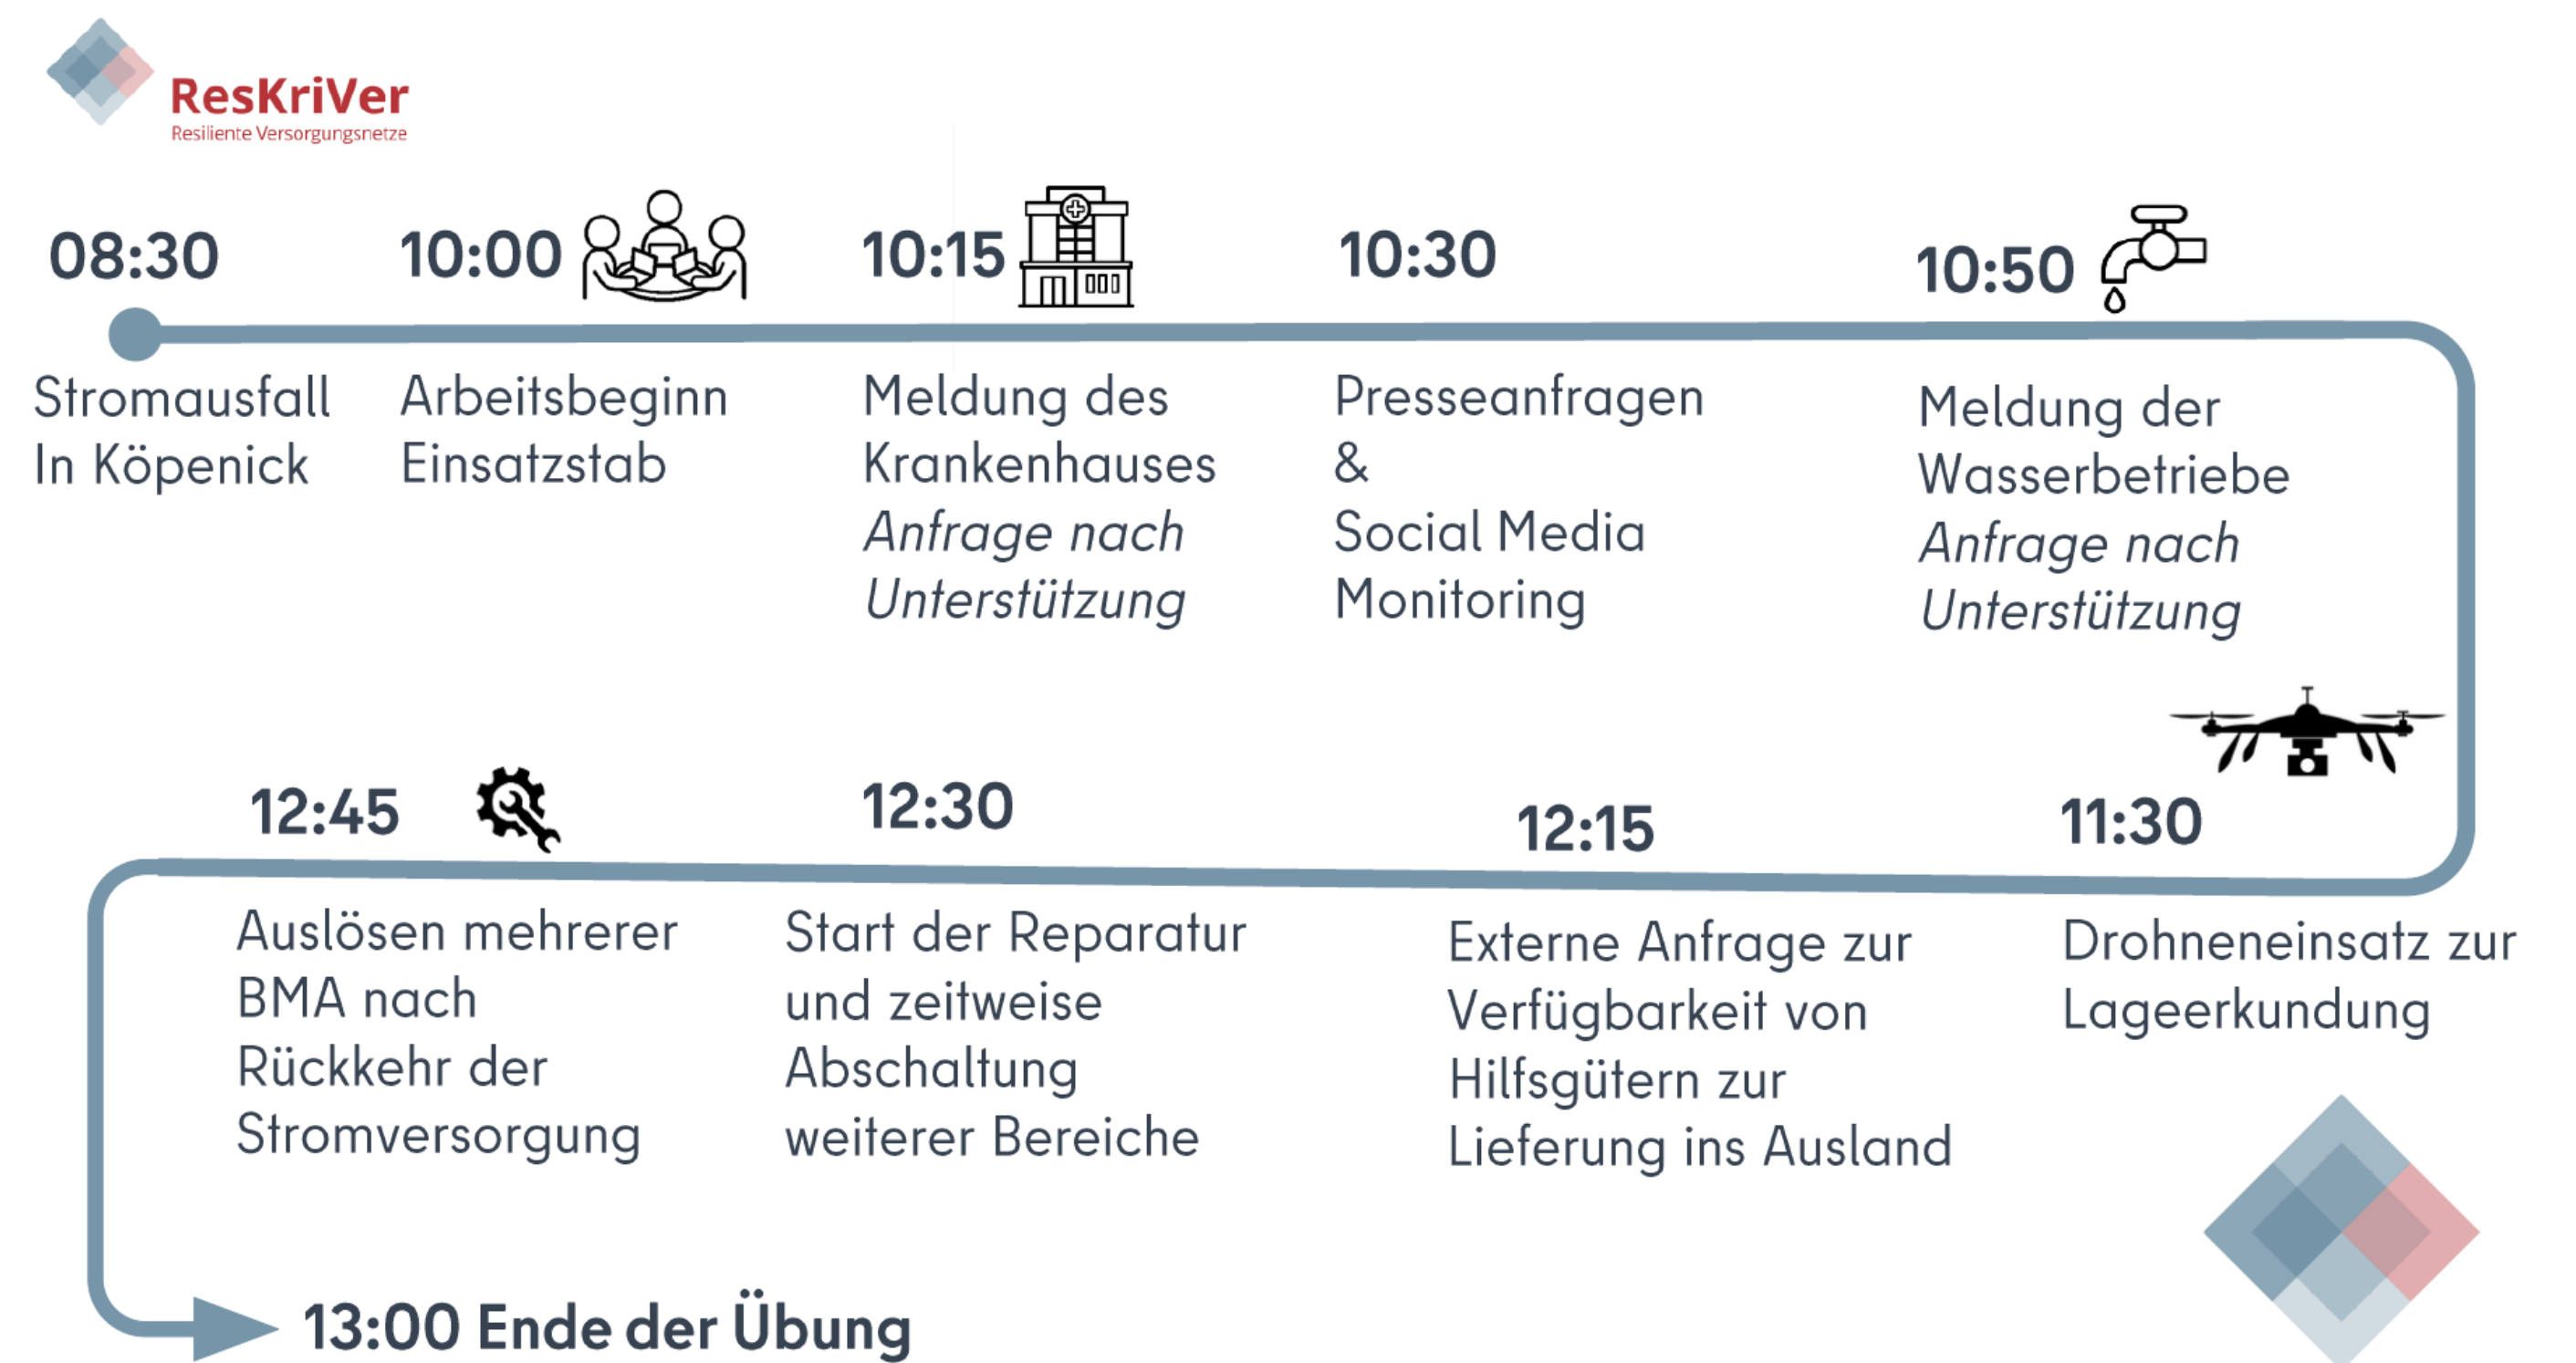 ResKriVer
Resiliente Versorgungsnetze
08:30
Stromausfall
In Köpenick
10:00
Arbeitsbeginn
Einsatzstab
10:15
Meldung des
Krankenhauses
Anfrage nach
Unterstützung
10:30
Presseanfragen
&
Social Media
Monitoring
10:50
Meldung der
Wasserbetriebe
Anfrage nach
Unterstützung
11:30
Drohneneinsatz zur
Lageerkundung
12:15
Externe Anfrage zur
Verfügbarkeit von
Hilfsgütern zur
Lieferung ins Ausland
12:30
Start der Reparatur
und zeitweise
Abschaltung
weiterer Bereiche
12:45
Auslösen mehrerer
BMA nach
Rückkehr der
Stromversorgung
13:00 Ende der Übung